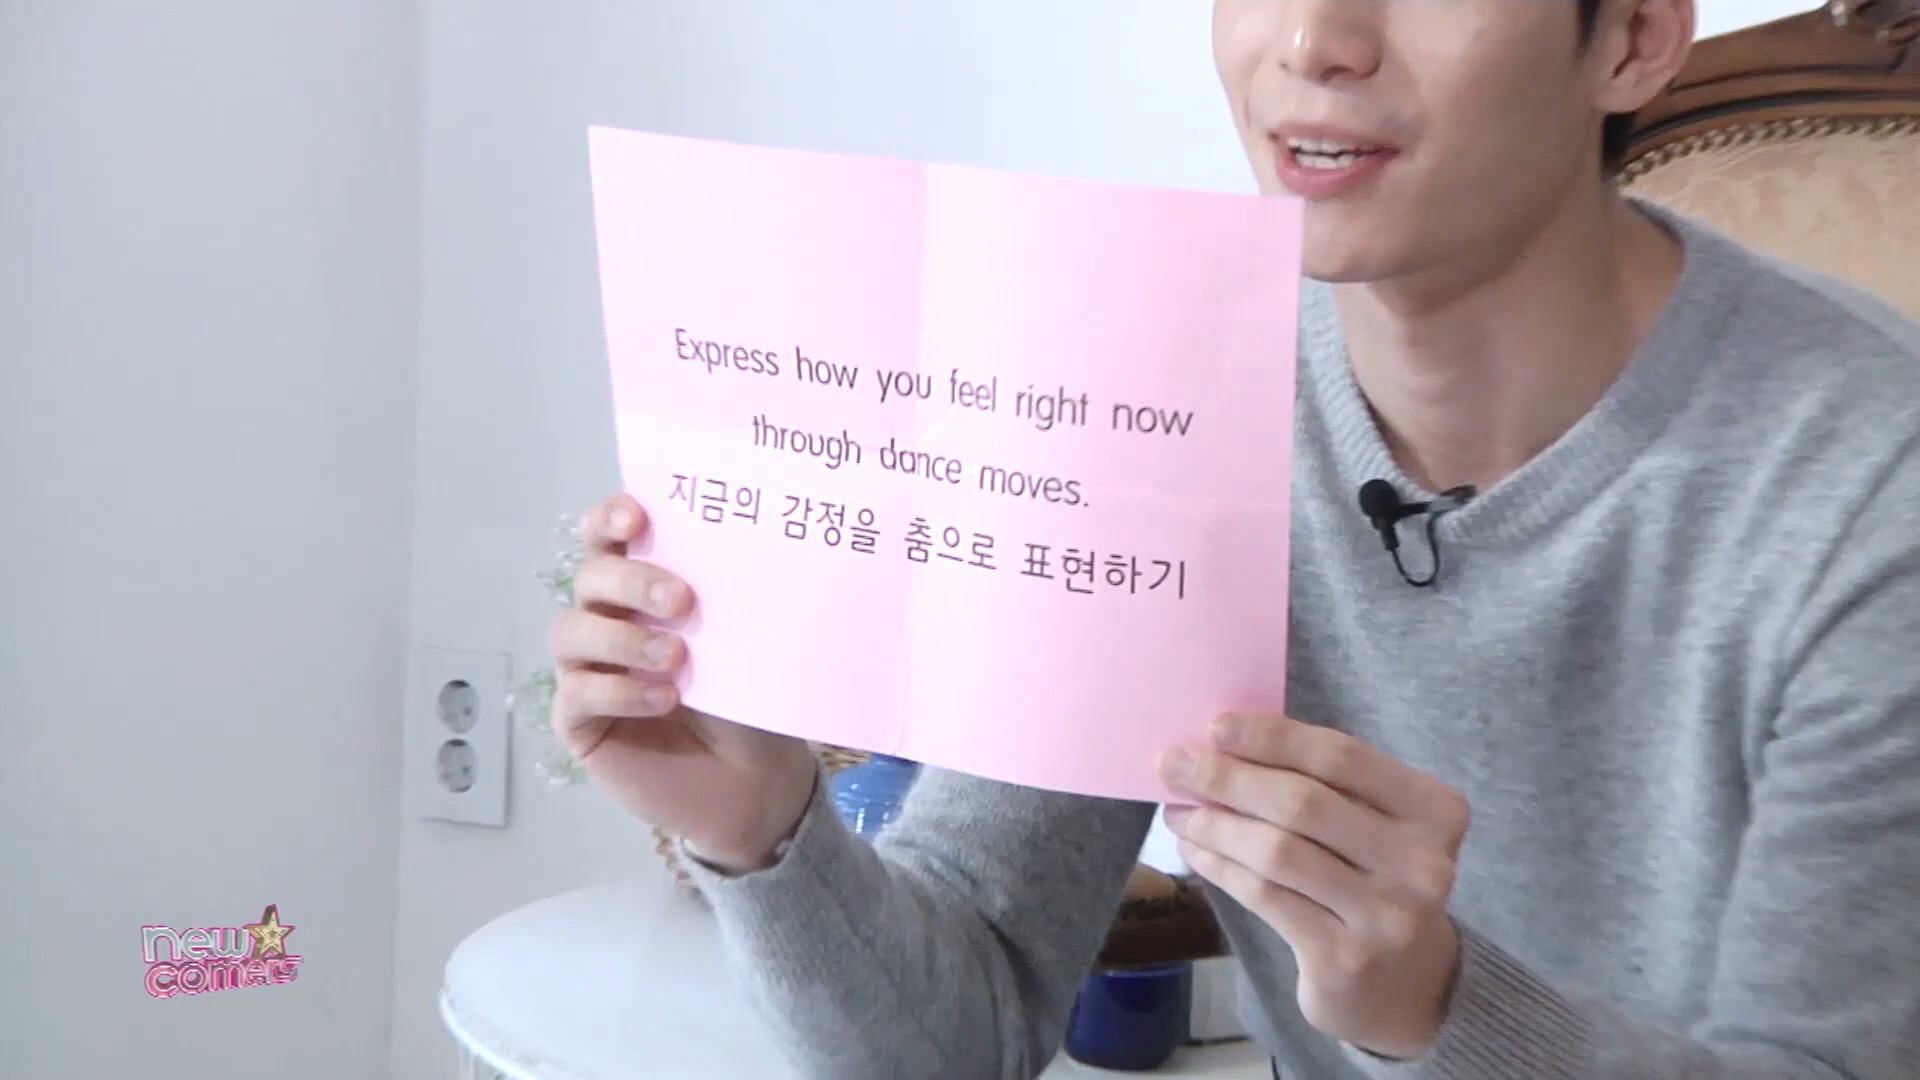 Express how you feel right now
through dance moves.
지금의 감정을 춤으로 표현하기
new
comers